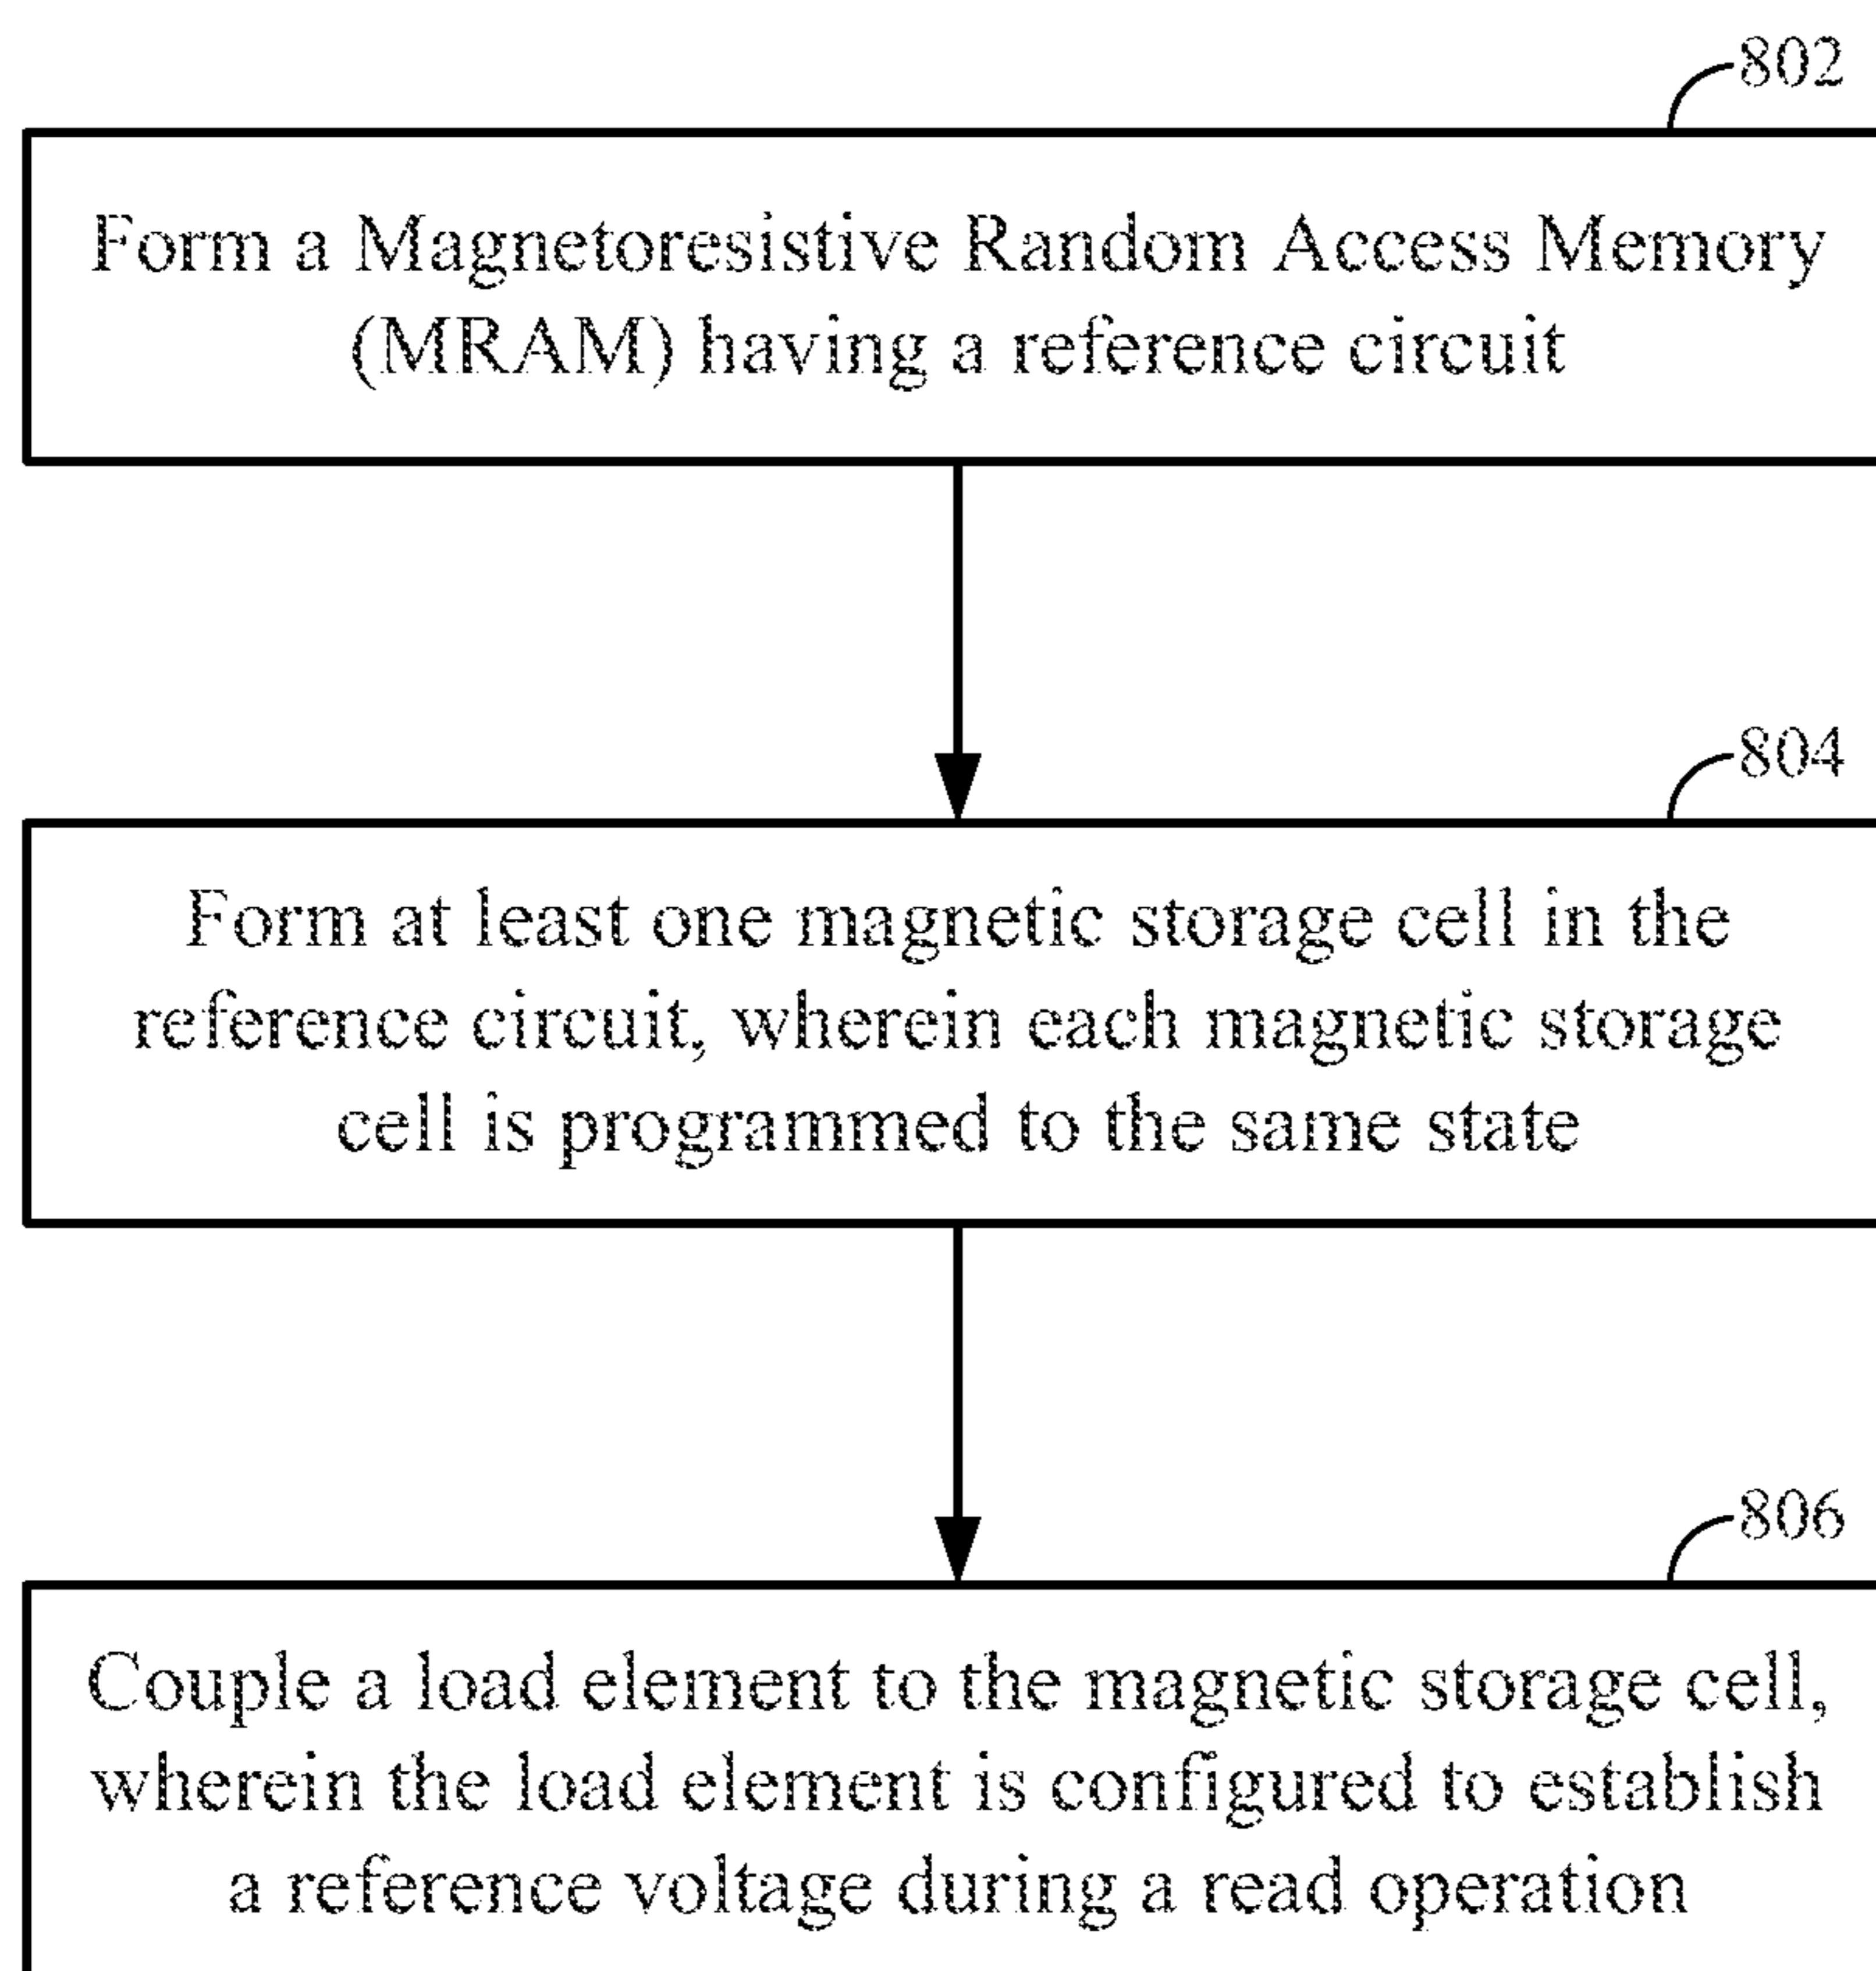 802
Form a Magnetoresistive Random Access Memory
(MRAM) having a reference circuit
804
Form at least one magnetic storage cell in the
reference circuit, wherein each magnetic storage
cell is programmed to the same state
806
Couple a load element to the magnetic storage cell,
wherein the load element is configured to establish
a reference voltage during a read operation